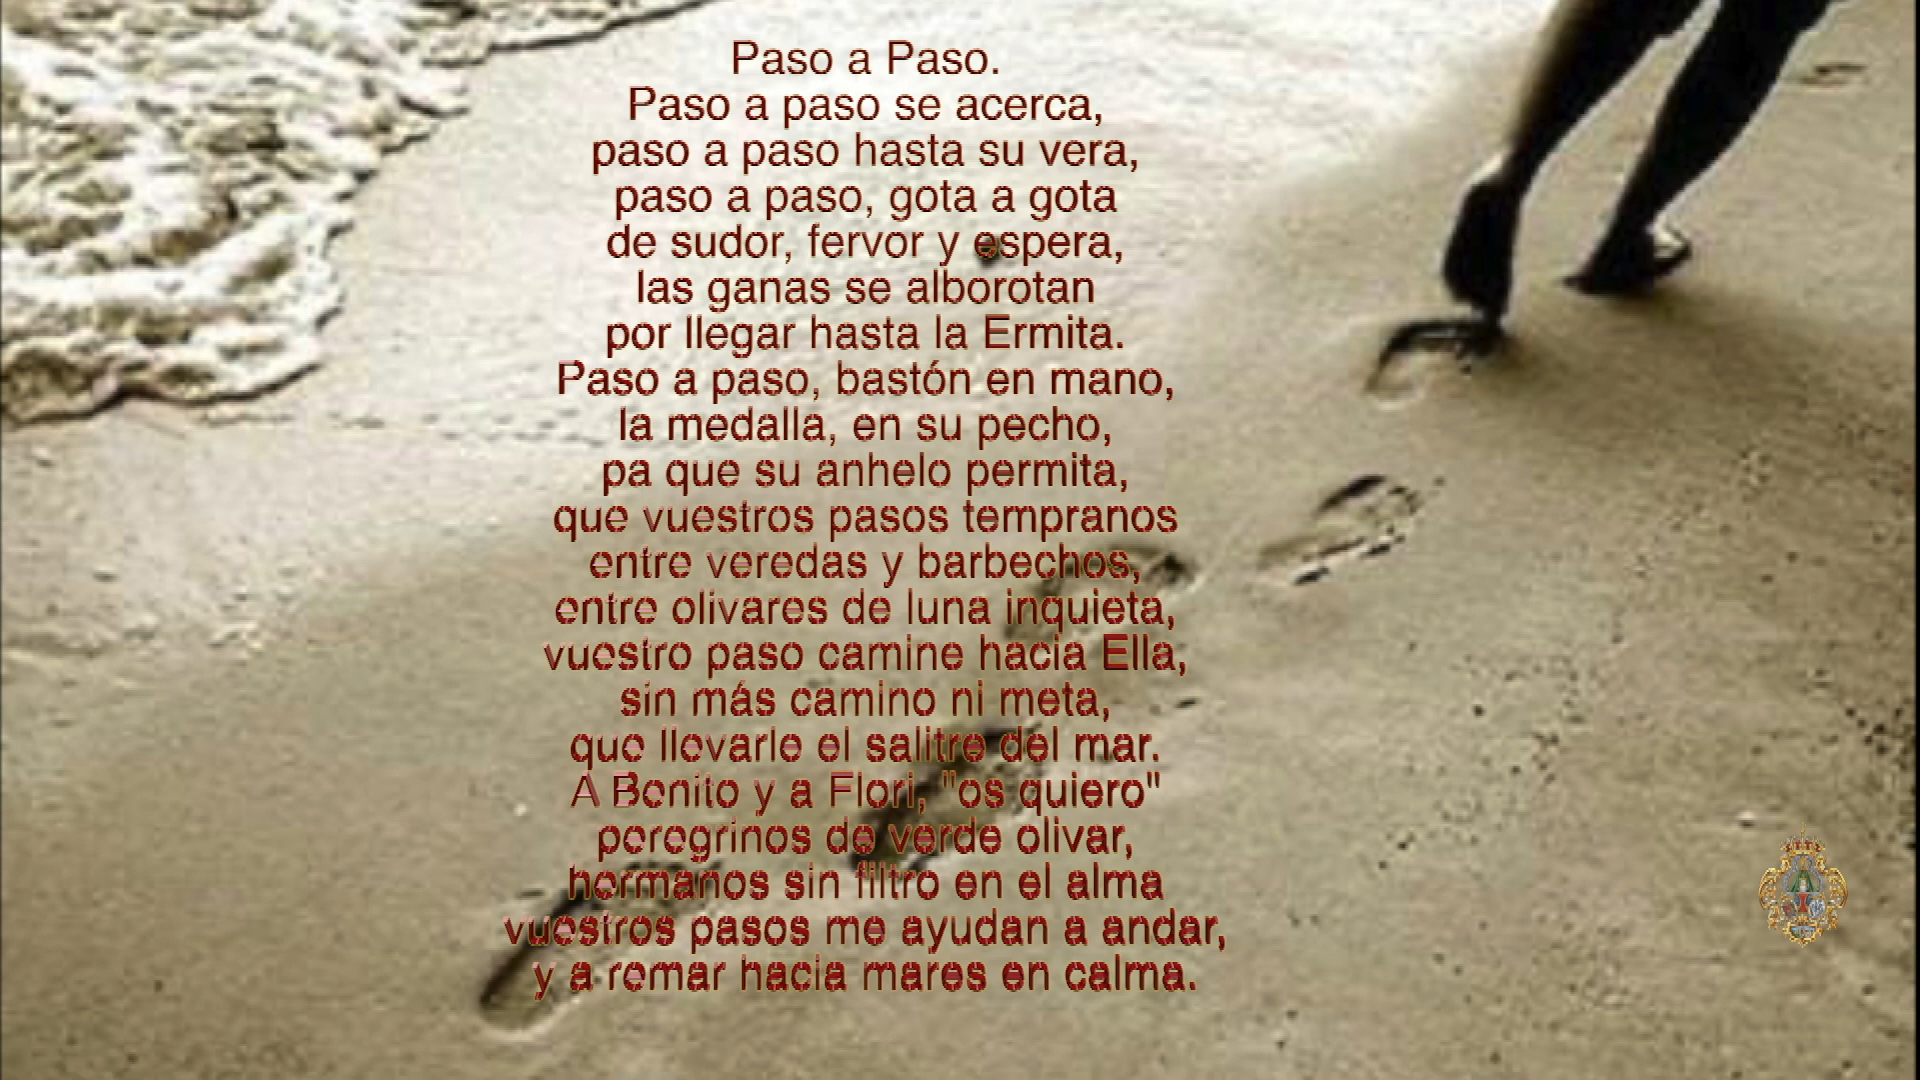 Paso a Paso.
Paso a paso se acerca,
paso a paso hasta su vera,
paso a paso, gota a gota
de sudor, fervor y espera,
las ganas se alborotan
por llegar hasta la Ermita.
Paso a paso, bastón en mano,
la medalla, en su pecho,
pa que su anhelo permita,
que vuestros pasos tempranos
entre veredas y barbechos,
entre olivares de luna inquieta,
vuestro paso camine hacia Ella,
sin más camino ni meta,
que llevarle el salitre del mar.
A Benito y a Flori, "os quiero"
peregrinos de verde olivar,
hermanos sin filtro en el alma
vuestros pasos me ayudan a andar,
y a remar hacia mares en calma.